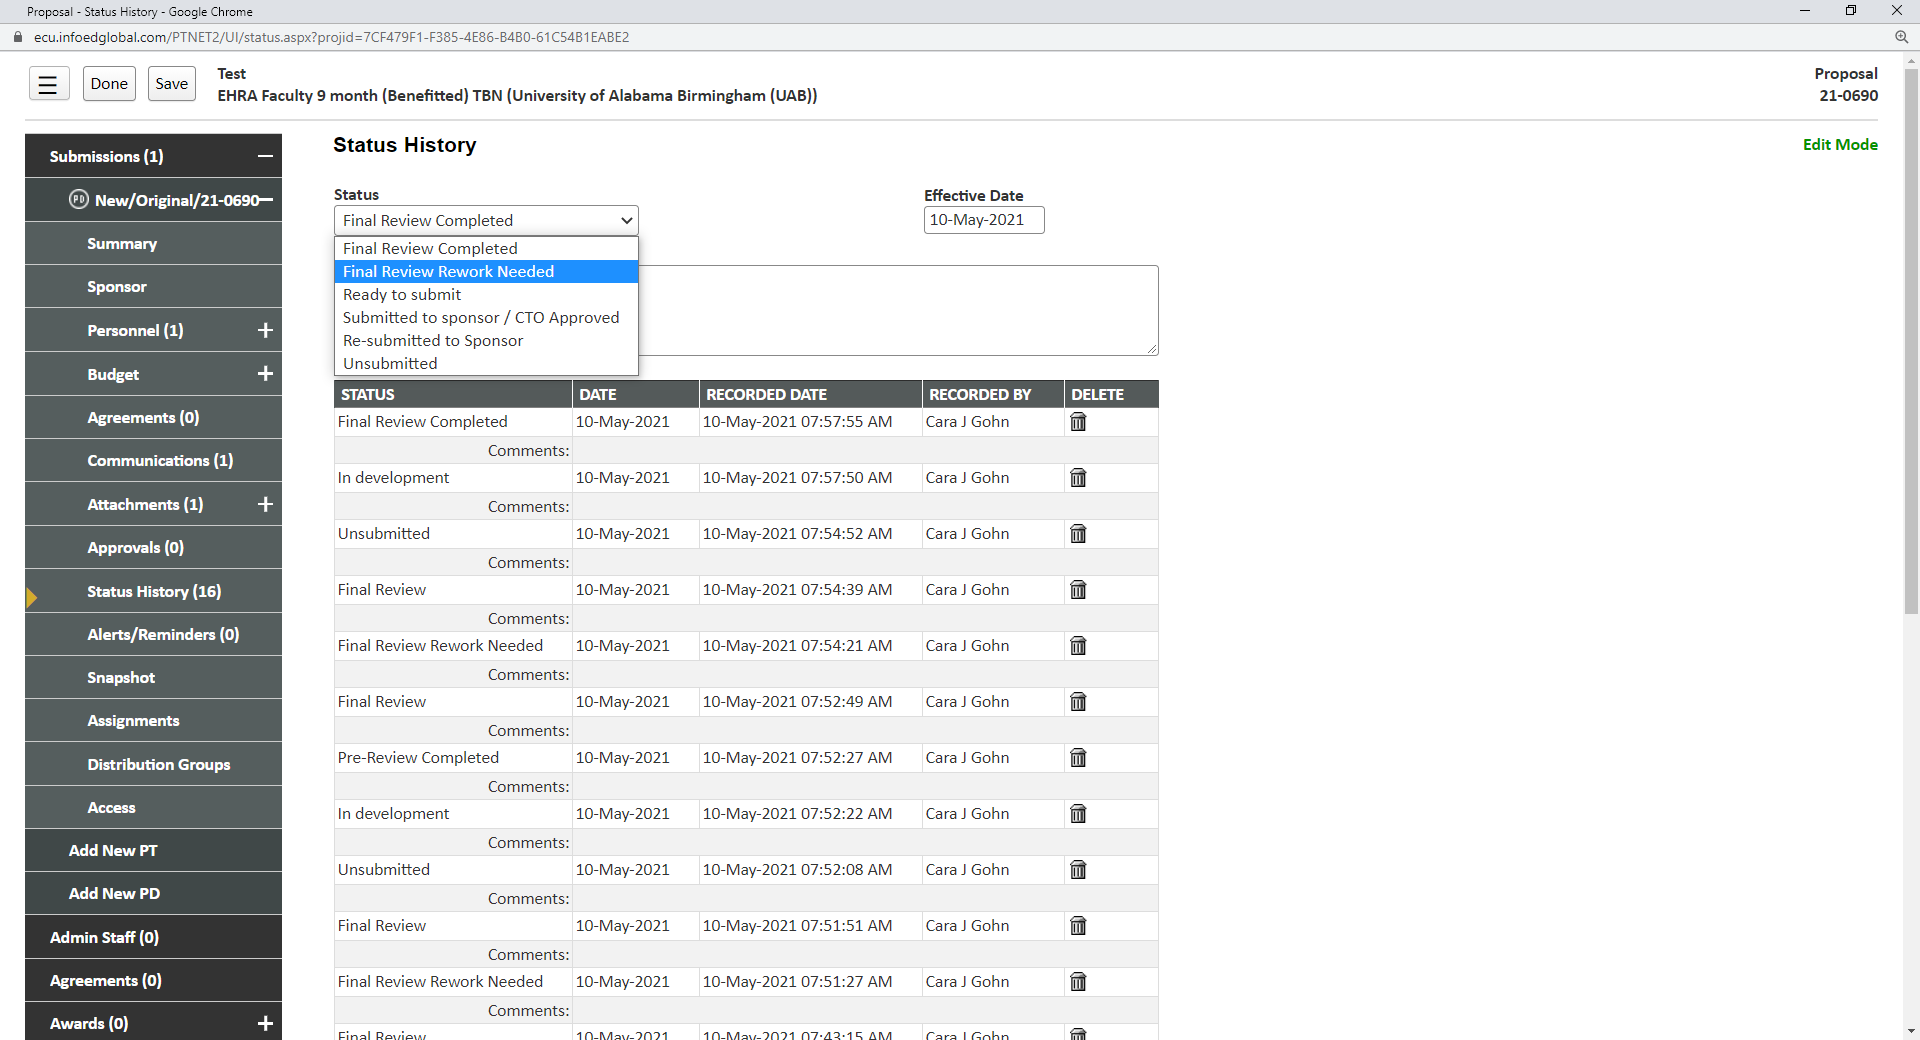 Proposal - Status History - Google Chrome
ecu.infoedglobal.com/PTNET2/UI/status.aspx?projid=7CF479F1-F385-4E86-B4B0-61C54B1EABE2
Done Save
Test
EHRA Faculty 9 month (Benefitted) TBN (University of Alabama Birmingham (UAB))
Proposal
21-0690
Submissions (1)
PD New/Original/21-0690
Summary
Sponsor
Personnel (1)
Budget
Agreements (0)
Communications (1)
Attachments (1)
Approvals (0)
Status History (16)
Alerts/Reminders (0)
Snapshot
Assignments
Distribution Groups
Access
Add New PT
Add New PD
Admin Staff (0)
Agreements (0)
Awards (0)
Status History
Edit Mode
Status
Final Review Completed
Effective Date
10-May-2021
Final Review Completed
Final Review Rework Needed
Ready to submit
Submitted to sponsor / CTO Approved
Re-submitted to Sponsor
Unsubmitted
STATUS DATE RECORDED DATE RECORDED BY DELETE
Final Review Completed 10-May-2021 10-May-2021 07:57:55 AM Cara J Gohn
Comments:
In development 10-May-2021 10-May-2021 07:57:50 AM Cara J Gohn
Comments:
Unsubmitted 10-May-2021 10-May-2021 07:54:52 AM Cara J Gohn
Comments:
Final Review 10-May-2021 10-May-2021 07:54:39 AM Cara J Gohn
Comments:
Final Review Rework Needed 10-May-2021 10-May-2021 07:54:21 AM Cara J Gohn
Comments:
Final Review 10-May-2021 10-May-2021 07:52:49 AM Cara J Gohn
Comments:
Pre-Review Completed 10-May-2021 10-May-2021 07:52:27 AM Cara J Gohn
Comments:
In development 10-May-2021 10-May-2021 07:52:22 AM Cara J Gohn
Comments:
Unsubmitted 10-May-2021 10-May-2021 07:52:08 AM Cara J Gohn
Comments:
Final Review 10-May-2021 10-May-2021 07:51:51 AM Cara J Gohn
Comments:
Final Review Rework Needed 10-May-2021 10-May-2021 07:51:27 AM Cara J Gohn
Comments:
Final Review 10-May-2021 10-May-2021 07:43:15 AM Cara J Gohn